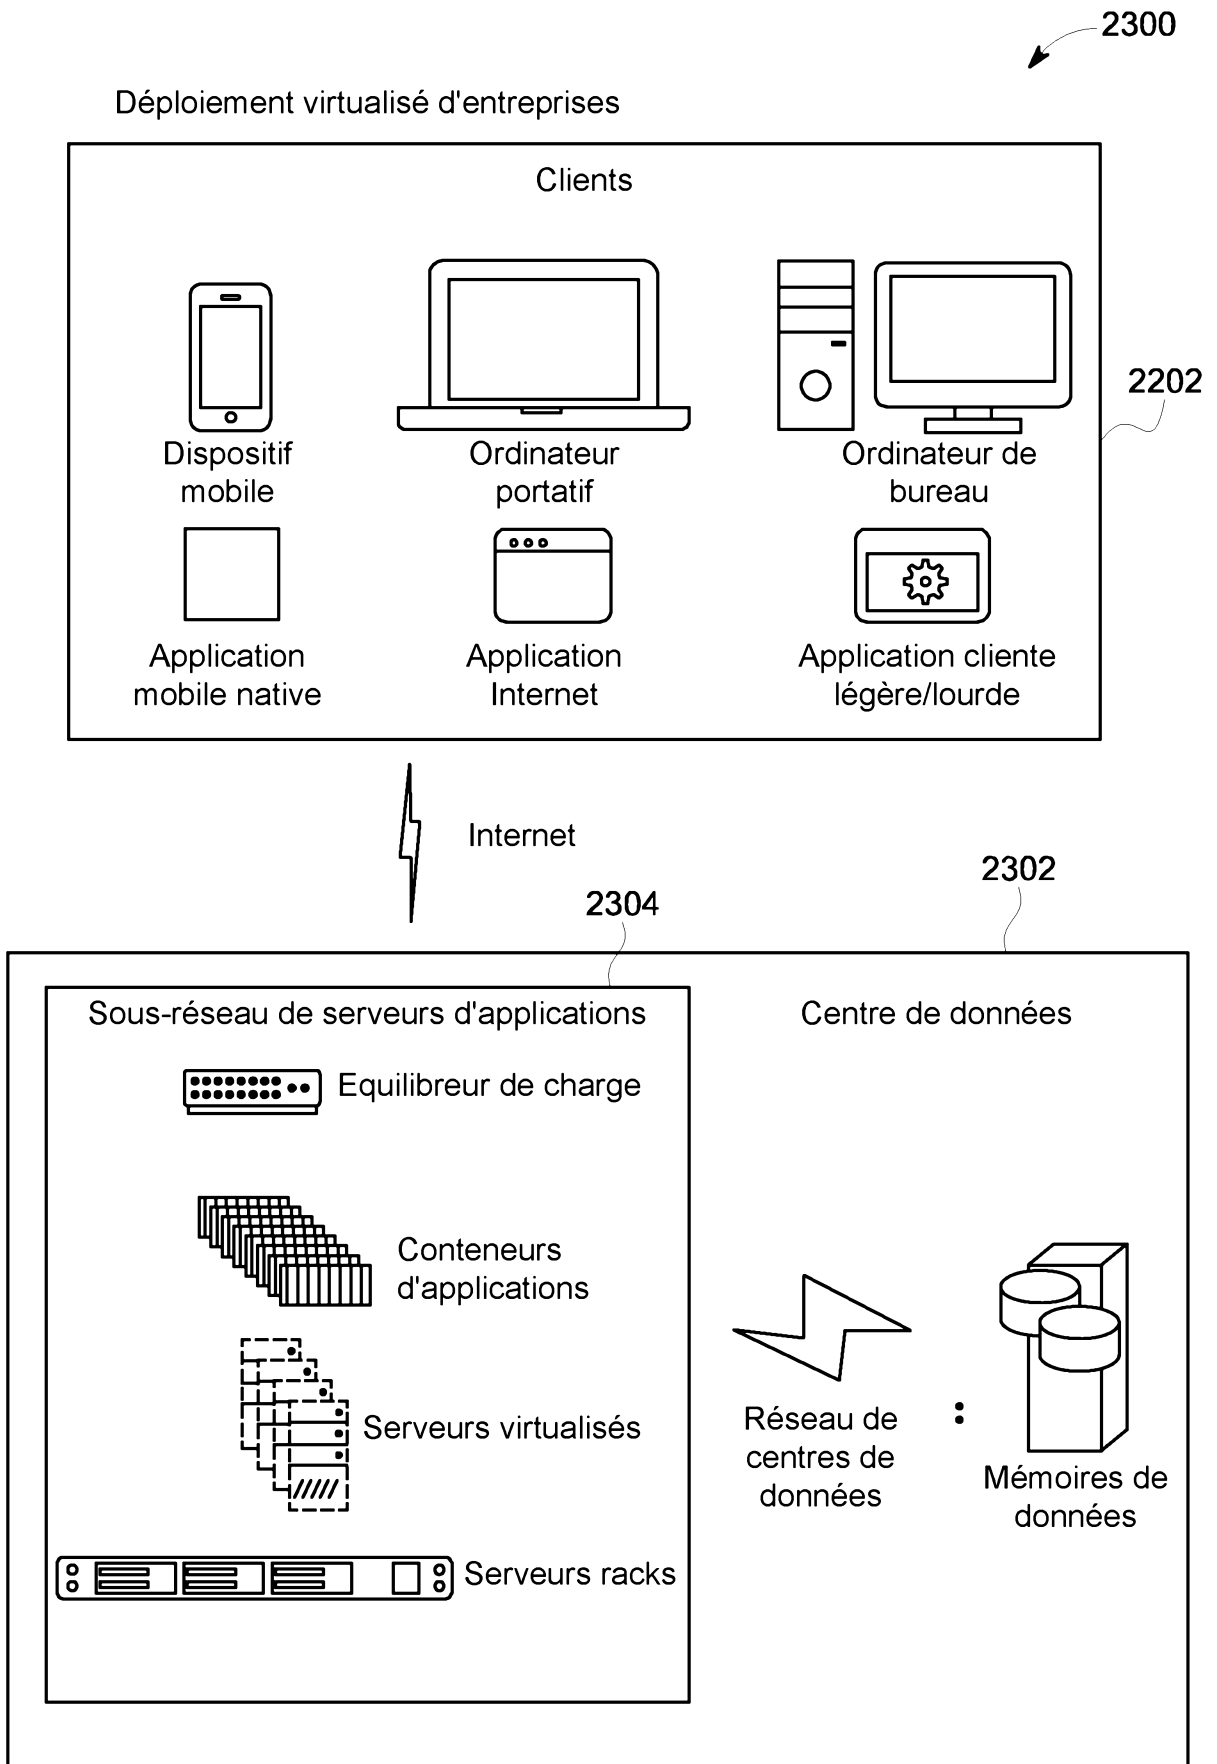 2300
Déploiement virtualisé d'entreprises
Clients
2202
Dispositif
mobile
Ordinateur
portatif
Ordinateur de
bureau
Application
mobile native
Application
Internet
Application cliente
légère/lourde
Internet
2302
2304
Sous-réseau de serveurs d'applications
Centre de données
Equilibreur de charge
Conteneurs
d'applications
Serveurs virtualisés
Réseau de
centres de
données
:
Mémoires de
données
Serveurs racks